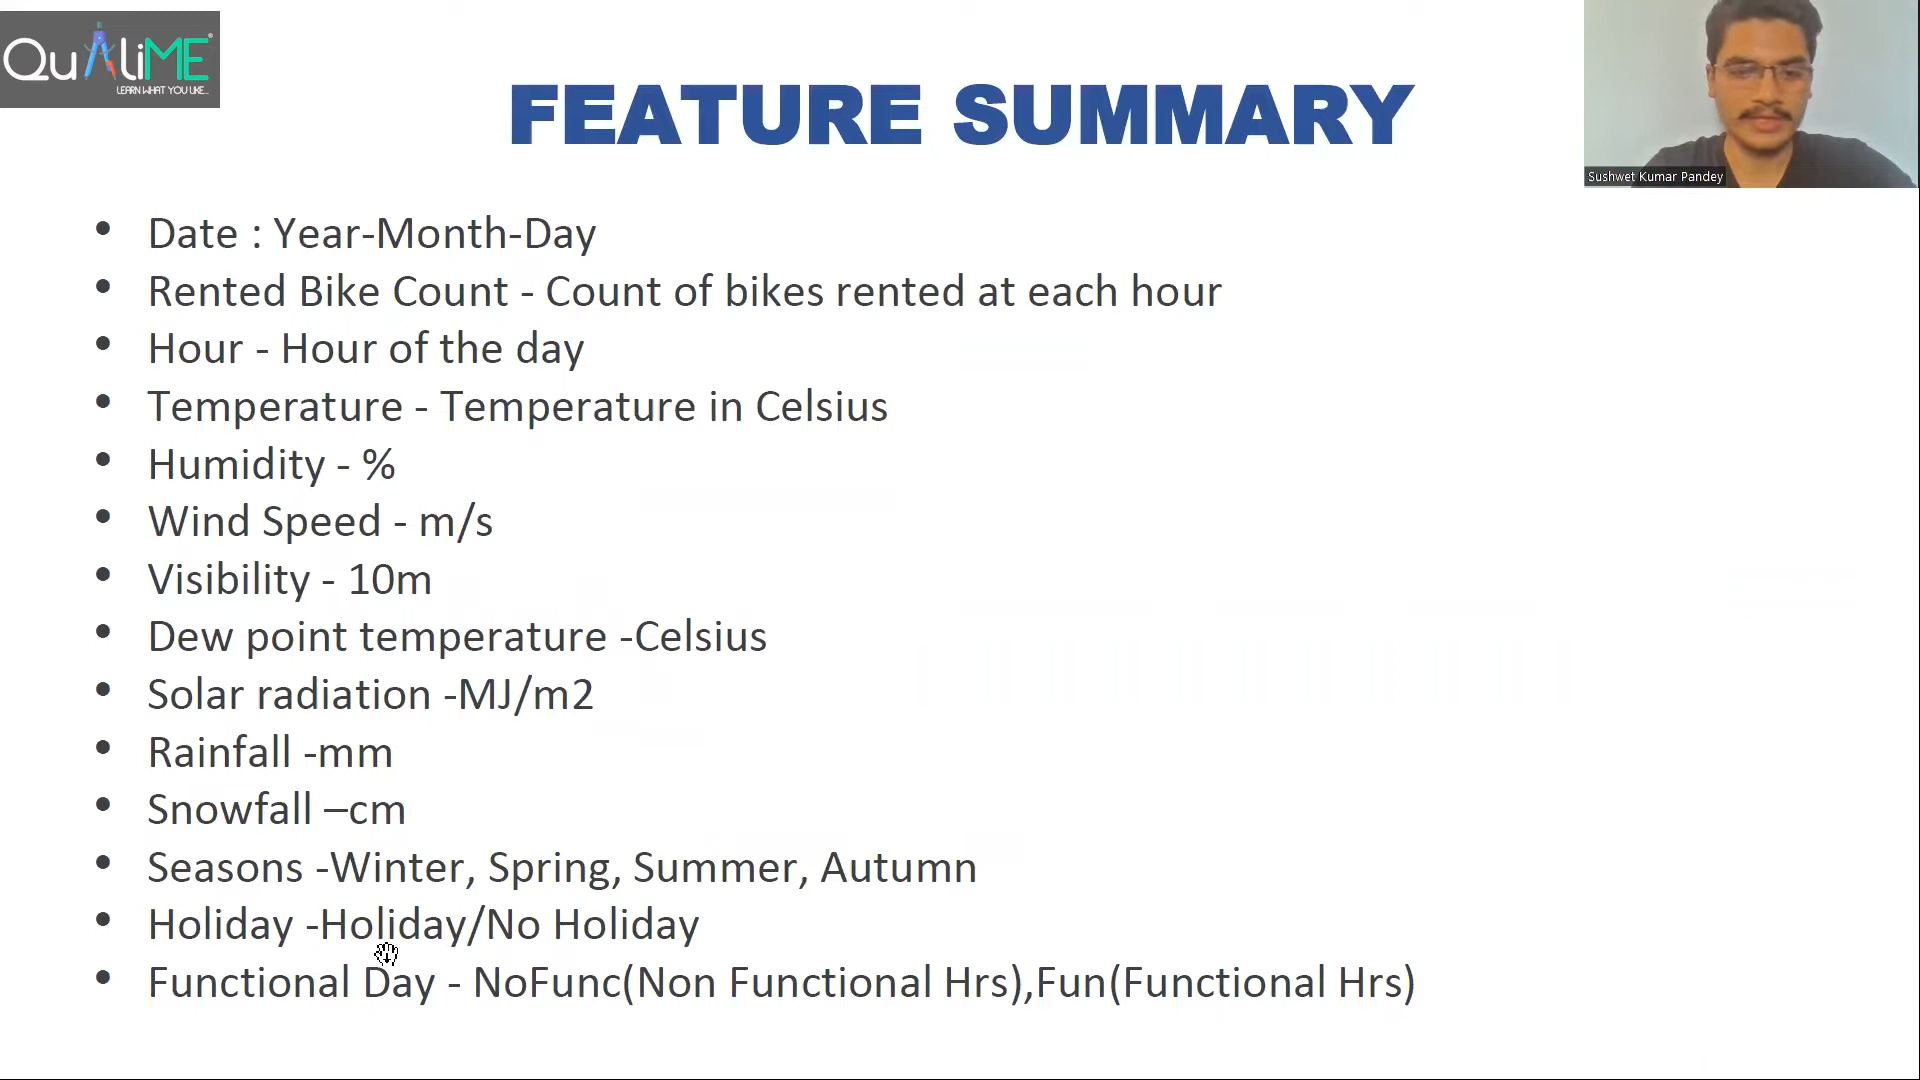 QuALiME
LEARN WHAT YOU LIKE...
FEATURE SUMMARY
Sushwet Kumar Pandey
• Date : Year-Month-Day
• Rented Bike Count - Count of bikes rented at each hour
• Hour - Hour of the day
• Temperature - Temperature in Celsius
• Humidity - %
• Wind Speed - m/s
• Visibility - 10m
• Dew point temperature -Celsius
• Solar radiation -MJ/m2
• Rainfall -mm
• Snowfall –cm
• Seasons -Winter, Spring, Summer, Autumn
• Holiday -Holiday/No Holiday
• Functional Day - NoFunc(Non Functional Hrs),Fun(Functional Hrs)